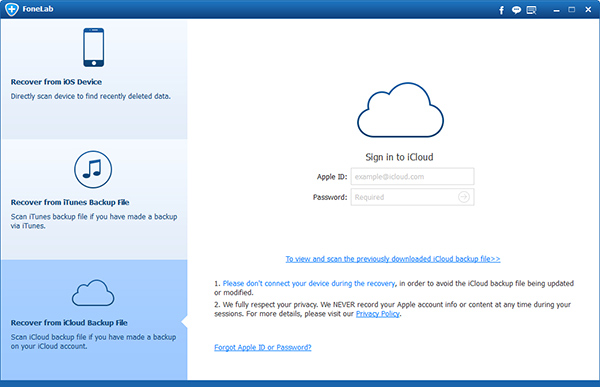 FoneLab
Recover from iOS Device
Directly scan device to find recently deleted data.
Recover from iTunes Backup File
Scan iTunes backup file if you have made a backup
via iTunes.
Recover from iCloud Backup File
Scan iCloud backup file if you have made a backup
on your iCloud account.
Sign in to iCloud
Apple ID: example@icloud.com
Password: Required
To view and scan the previously downloaded iCloud backup file>>
1. Please don't connect your device during the recovery, in order to avoid the iCloud backup file being updated
or modified.
2. We fully respect your privacy. We NEVER record your Apple account info or content at any time during your
sessions. For more details, please visit our Privacy Policy.
Forgot Apple ID or Password?